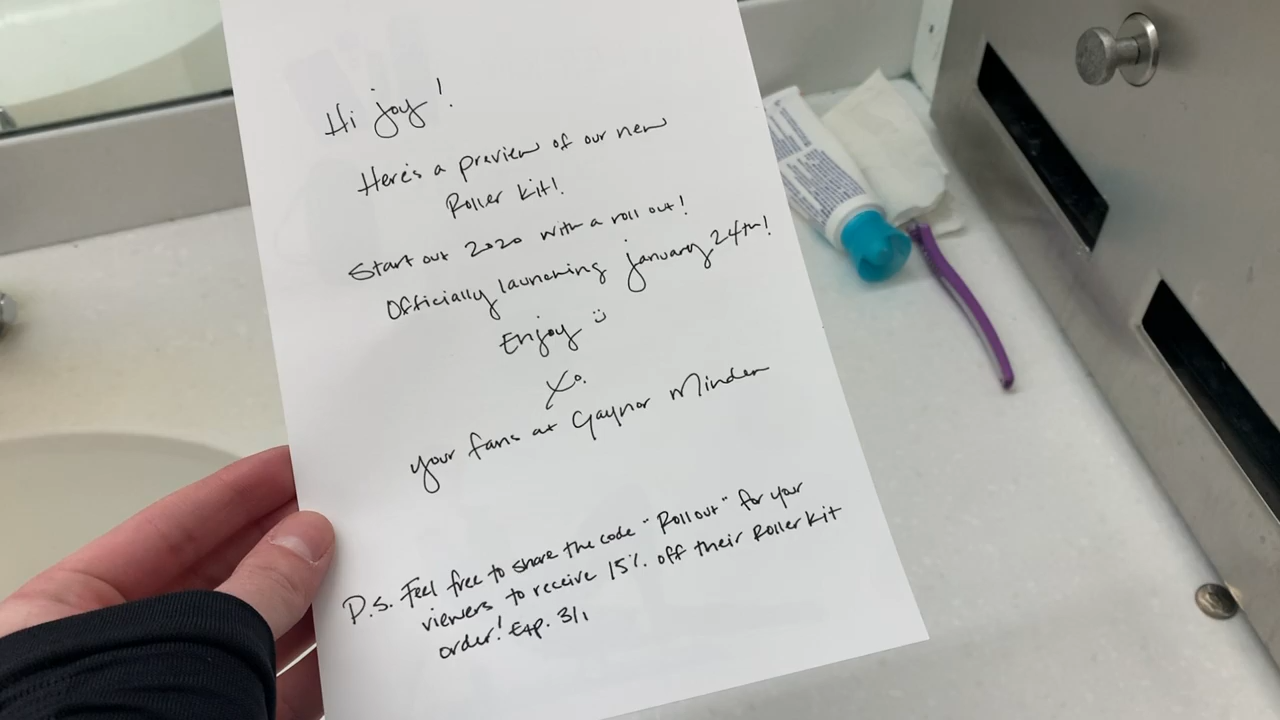 Hi joy!
Here's a preview of our new
Roller kit!
Start out 2020 with a roll out!
Officially launching january 24th!
Enjoy
xo.
your fans at Gaynor Minden
P.S. Feel free to share the code "Rollout" for your
viewers to receive 15% off their Roller kit
order! Exp. 3/1